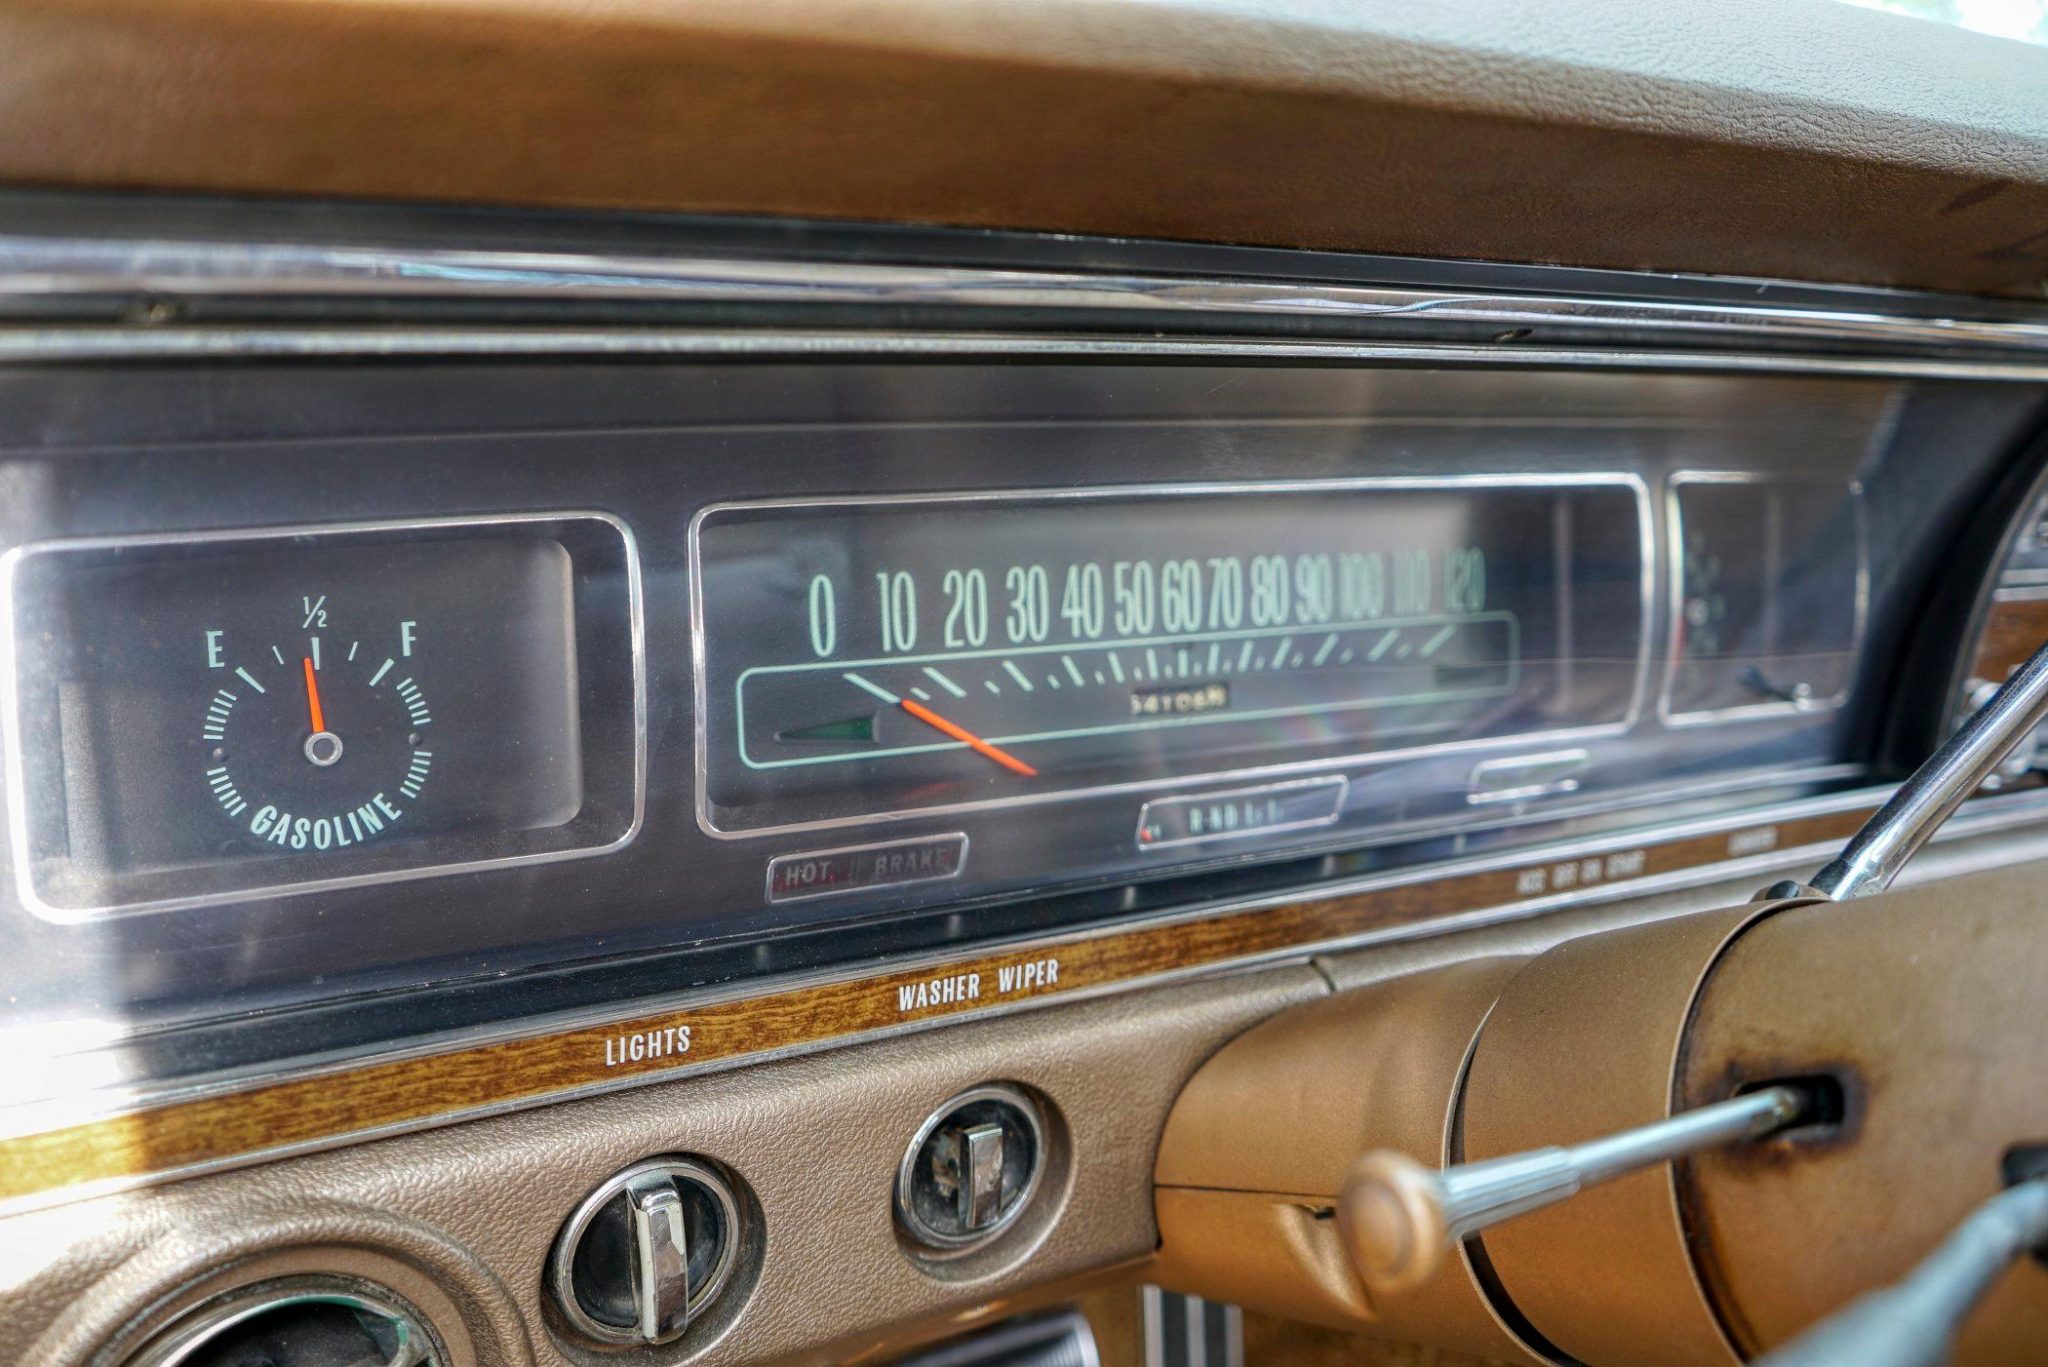 ½
E F
GASOLINE
0 10 20 30 40 50 60 70 80 90 100 110 120
HOT BRAKE
R N D L L
LIGHTS
WASHER WIPER